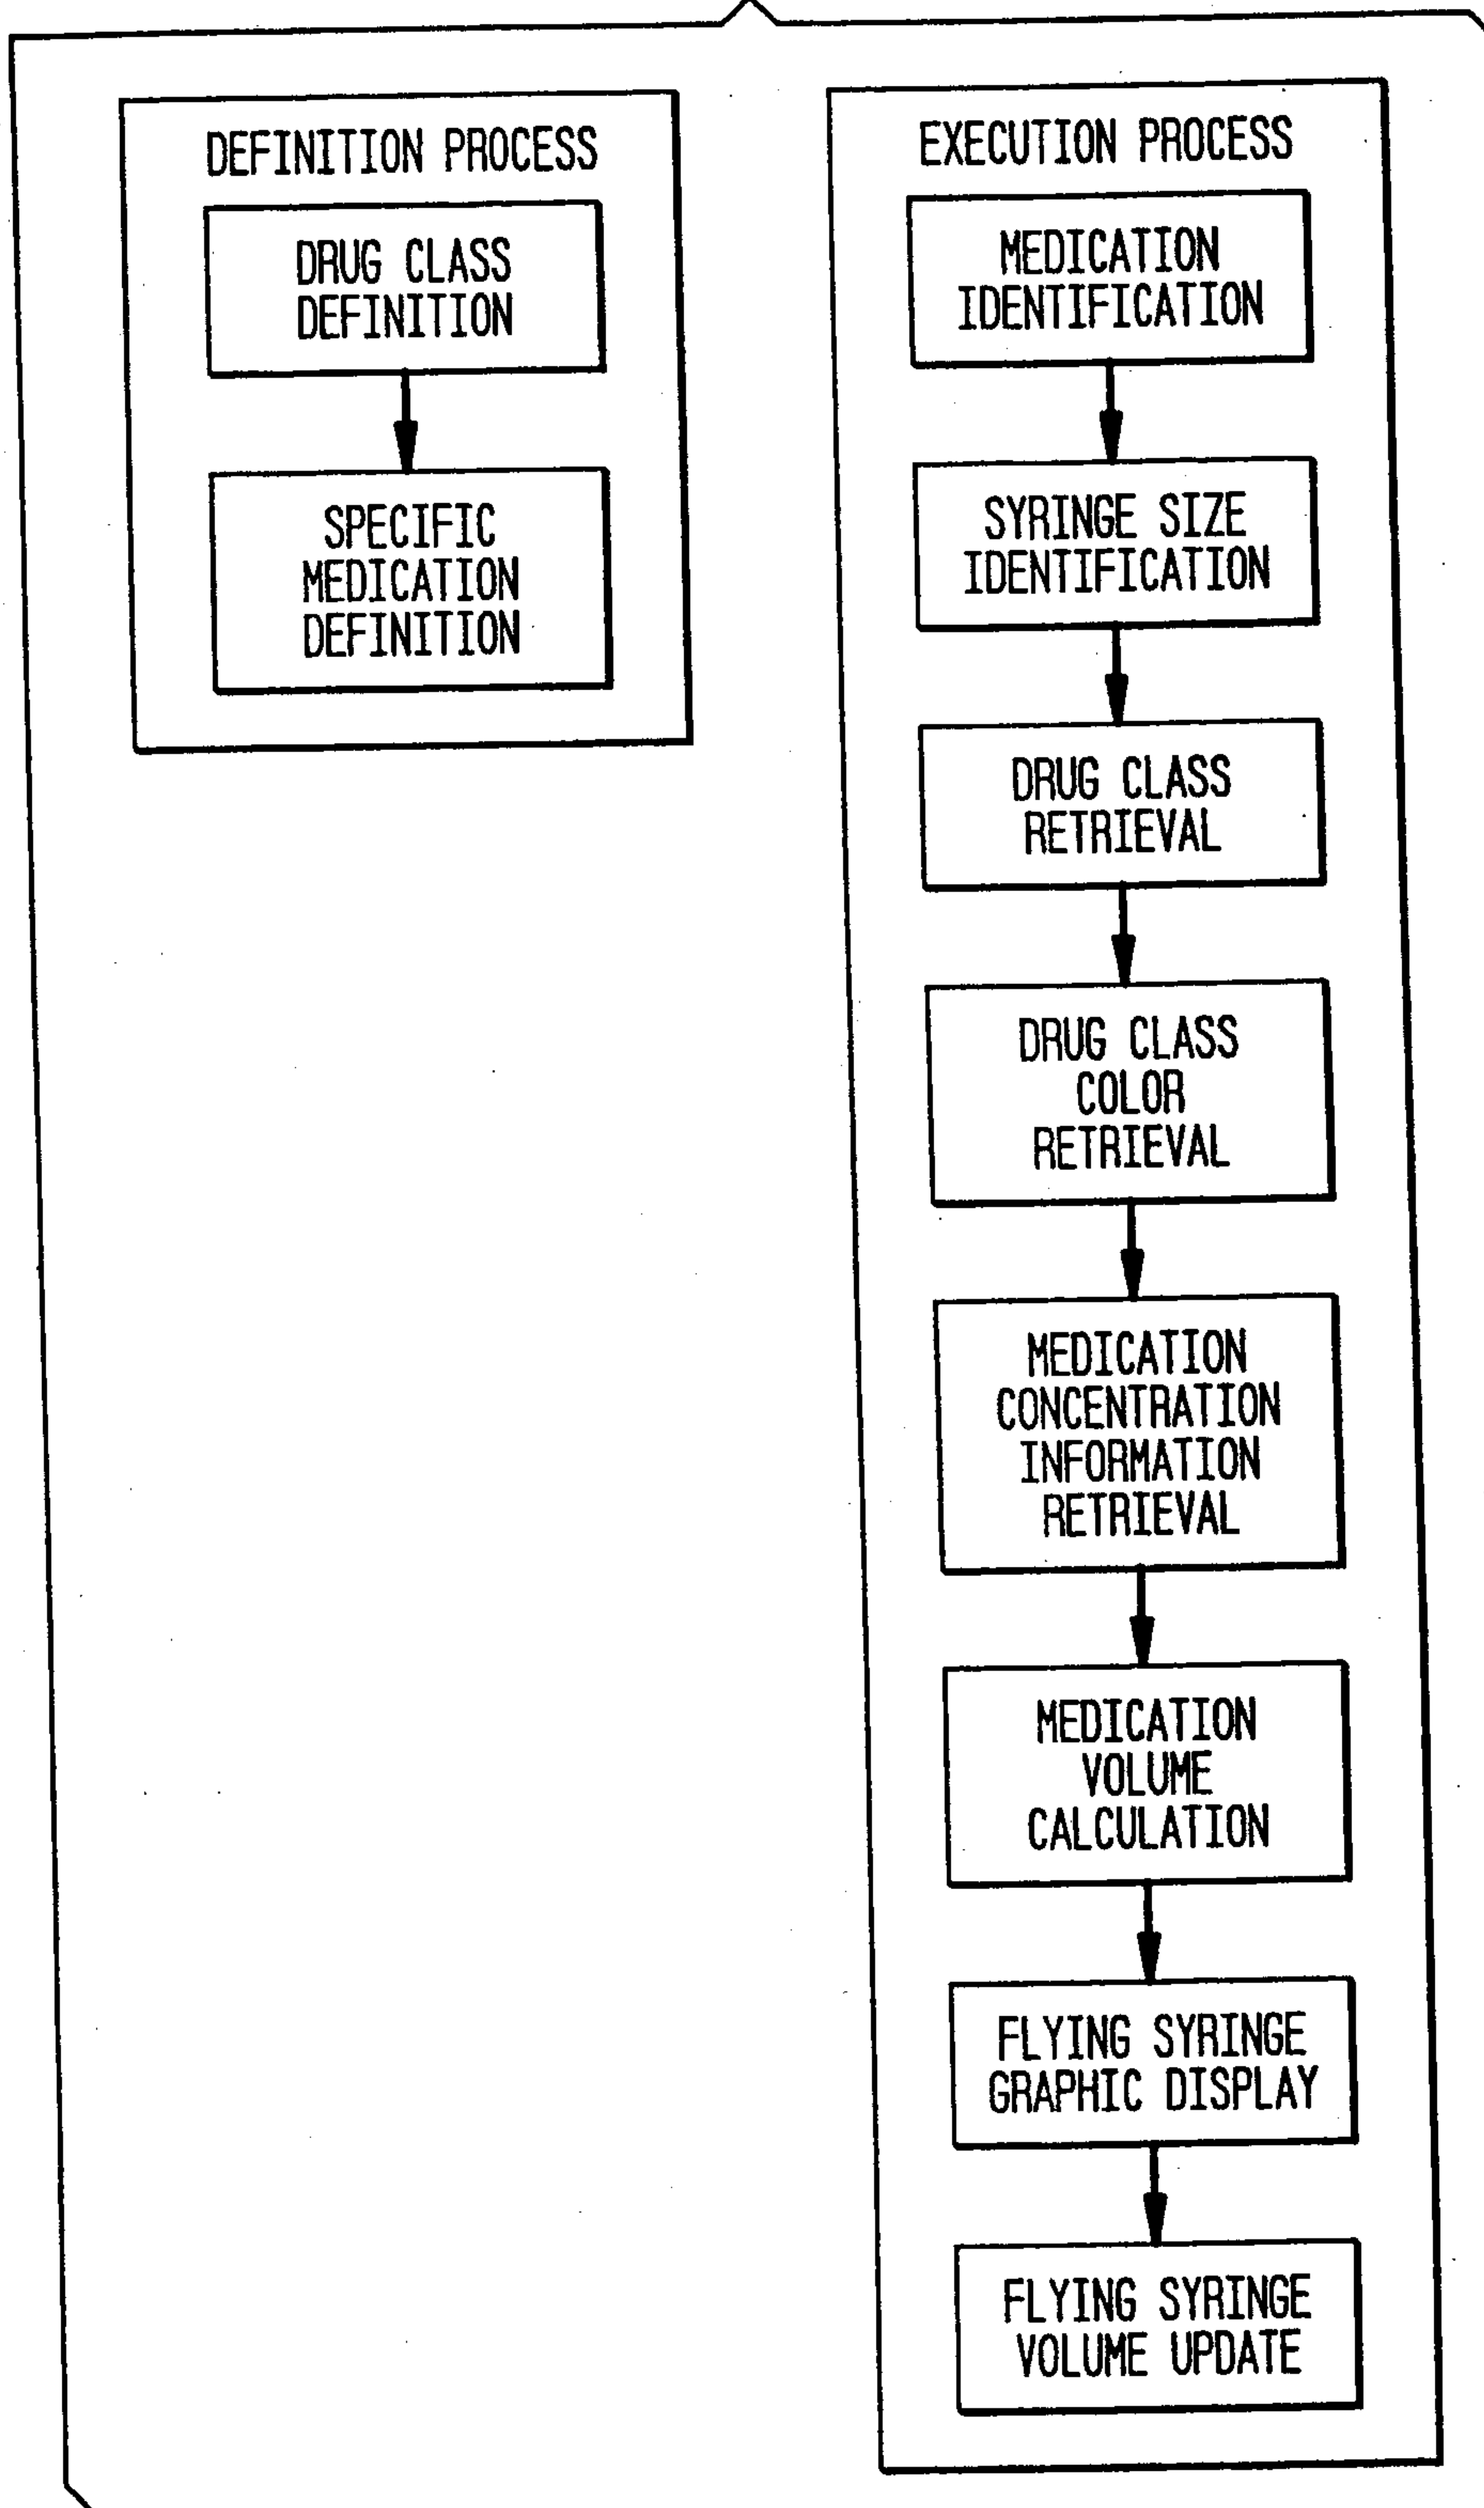 DEFINITION PROCESS
DRUG CLASS
DEFINITION
SPECIFIC
MEDICATION
DEFINITION
EXECUTION PROCESS
MEDICATION
IDENTIFICATION
SYRINGE SIZE
IDENTIFICATION
DRUG CLASS
RETRIEVAL
DRUG CLASS
COLOR
RETRIEVAL
MEDICATION
CONCENTRATION
INFORMATION
RETRIEVAL
MEDICATION
VOLUME
CALCULATION
FLYING SYRINGE
GRAPHIC DISPLAY
FLYING SYRINGE
VOLUME UPDATE